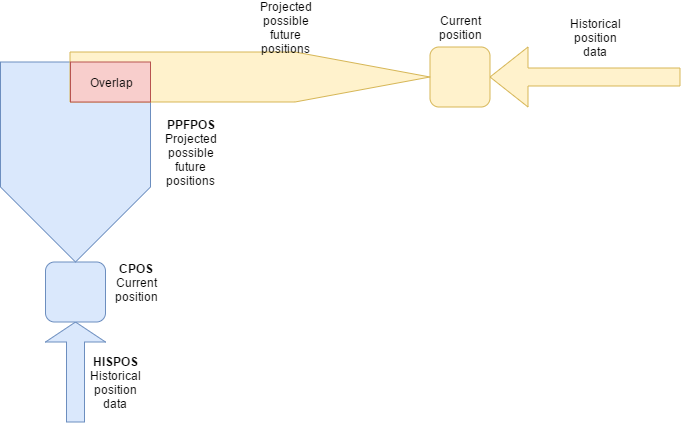 Projected
possible
future
positions
Current
position
Historical
position
data
Overlap
PPFPOS
Projected
possible
future
positions
CPOS
Current
position
HISPOS
Historical
position
data